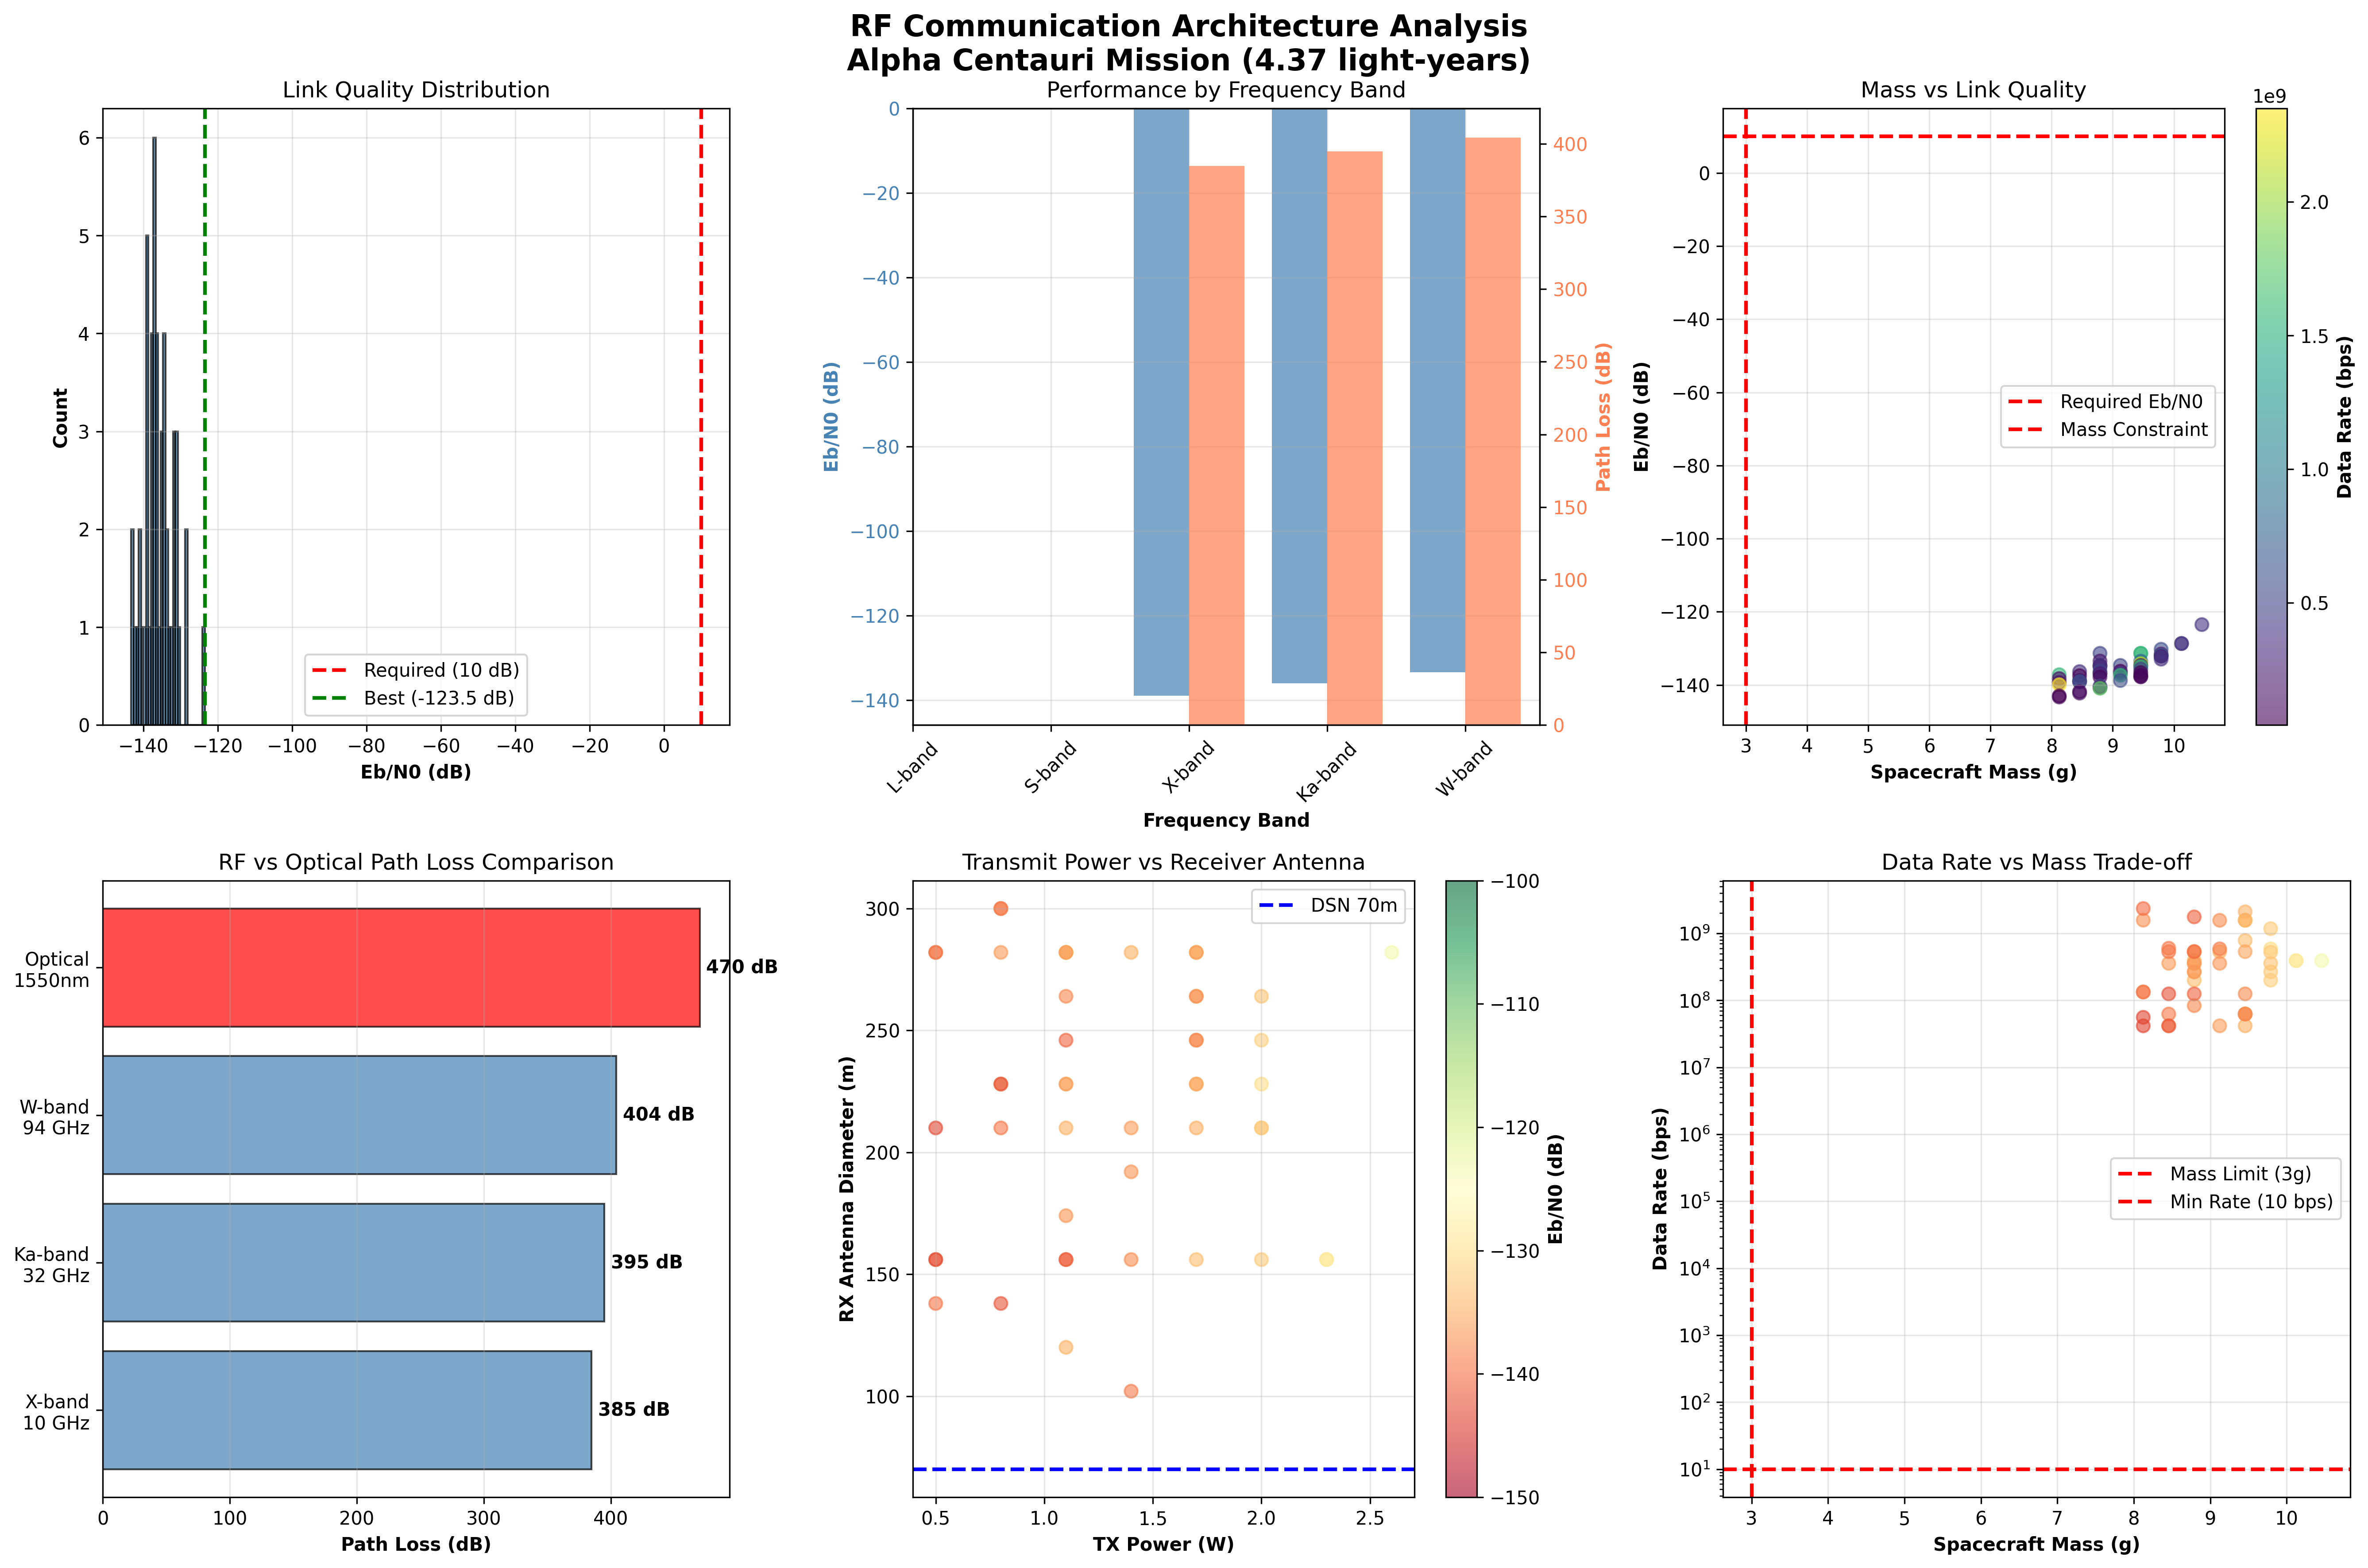 RF Communication Architecture Analysis
Alpha Centauri Mission (4.37 light-years)
Link Quality Distribution
6
5
4
3
2
1
0
Count
−140
−120
−100
−80
−60
−40
−20
0
Eb/N0 (dB)
Required (10 dB)
Best (-123.5 dB)
Performance by Frequency Band
0
−20
−40
−60
−80
−100
−120
−140
Eb/N0 (dB)
400
350
300
250
200
150
100
50
0
Path Loss (dB)
L-band
S-band
X-band
Ka-band
W-band
Frequency Band
Mass vs Link Quality
0
−20
−40
−60
−80
−100
−120
−140
Eb/N0 (dB)
Required Eb/N0
Mass Constraint
3
4
5
6
7
8
9
10
Spacecraft Mass (g)
1e9
2.0
1.5
1.0
0.5
Data Rate (bps)
RF vs Optical Path Loss Comparison
Optical
1550nm
470 dB
W-band
94 GHz
404 dB
Ka-band
32 GHz
395 dB
X-band
10 GHz
385 dB
0
100
200
300
400
Path Loss (dB)
Transmit Power vs Receiver Antenna
DSN 70m
300
250
200
150
100
RX Antenna Diameter (m)
0.5
1.0
1.5
2.0
2.5
TX Power (W)
−100
−110
−120
−130
−140
−150
Eb/N0 (dB)
Data Rate vs Mass Trade-off
10⁹
10⁸
10⁷
10⁶
10⁵
10⁴
10³
10²
10¹
Data Rate (bps)
Mass Limit (3g)
Min Rate (10 bps)
3
4
5
6
7
8
9
10
Spacecraft Mass (g)